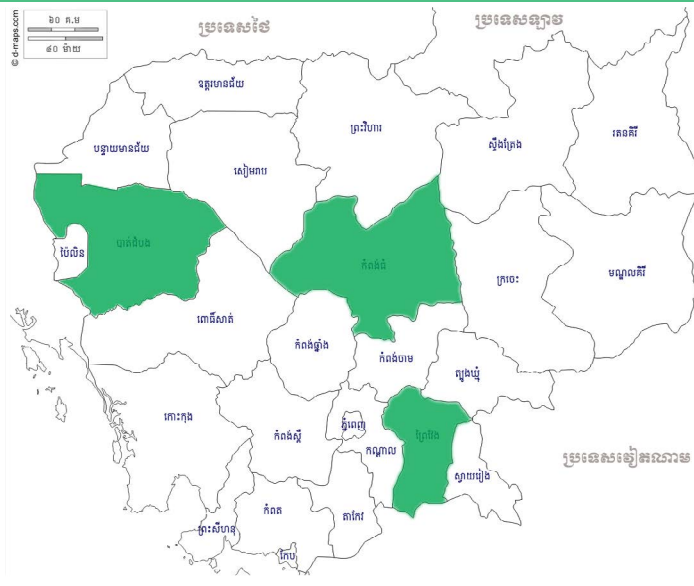 ៦០ គ.ម
៤០ ម៉ាយ
© d-maps.com
ប្រទេសថៃ
ប្រទេសឡាវ
ឧត្ដរមានជ័យ
ព្រះវិហារ
រតនគិរី
បន្ទាយមានជ័យ
ស្ទឹងត្រែង
សៀមរាប
បាត់ដំបង
ប៉ៃលិន
កំពង់ធំ
ក្រចេះ
មណ្ឌលគិរី
ពោធិ៍សាត់
កំពង់ឆ្នាំង
កំពង់ចាម
ត្បូងឃ្មុំ
កោះកុង
កំពង់ស្ពឺ
ភ្នំពេញ
ព្រៃវែង
កណ្ដាល
ប្រទេសវៀតណាម
ស្វាយរៀង
កំពត
តាកែវ
ព្រះសីហនុ
កែប